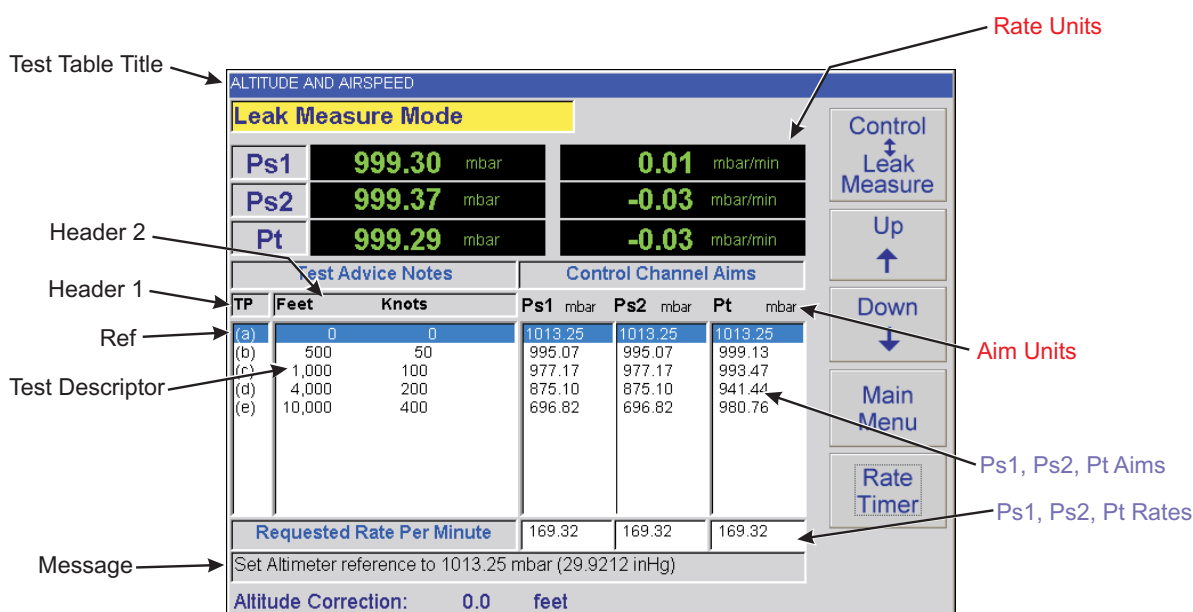 Rate Units
Test Table Title
ALTITUDE AND AIRSPEED
Leak Measure Mode
Control
Leak
Measure
Ps1 999.30 mbar 0.01 mbar/min
Ps2 999.37 mbar -0.03 mbar/min
Pt 999.29 mbar -0.03 mbar/min
Up
Header 2
Test Advice Notes Control Channel Aims
Header 1
TP Feet Knots Ps1 mbar Ps2 mbar Pt mbar
Down
Ref
(a) 0 0 1013.25 1013.25 1013.25
(b) 500 50 995.07 995.07 999.13
Aim Units
(c) 1,000 100 977.17 977.17 993.47
Test Descriptor
(d) 4,000 200 875.10 875.10 941.44
(e) 10,000 400 696.82 696.82 980.76
Main
Menu
Ps1, Ps2, Pt Aims
Rate
Timer
Ps1, Ps2, Pt Rates
Requested Rate Per Minute 169.32 169.32 169.32
Message
Set Altimeter reference to 1013.25 mbar (29.9212 inHg)
Altitude Correction: 0.0 feet